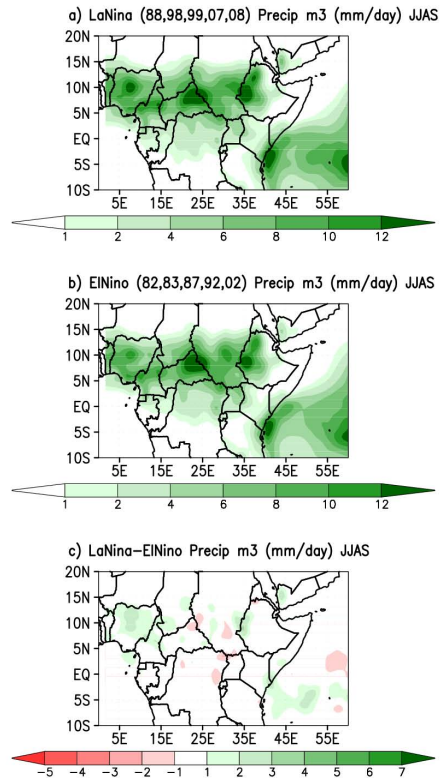 a) LaNina (88,98,99,07,08) Precip m3 (mm/day) JJAS
20N
15N
10N
5N
EQ
5S
10S
5E 15E 25E 35E 45E 55E
1 2 4 6 8 10 12
b) ElNino (82,83,87,92,02) Precip m3 (mm/day) JJAS
20N
15N
10N
5N
EQ
5S
10S
5E 15E 25E 35E 45E 55E
1 2 4 6 8 10 12
c) LaNina-ElNino Precip m3 (mm/day) JJAS
20N
15N
10N
5N
EQ
5S
10S
5E 15E 25E 35E 45E 55E
-5 -4 -3 -2 -1 1 2 3 4 5 6 7